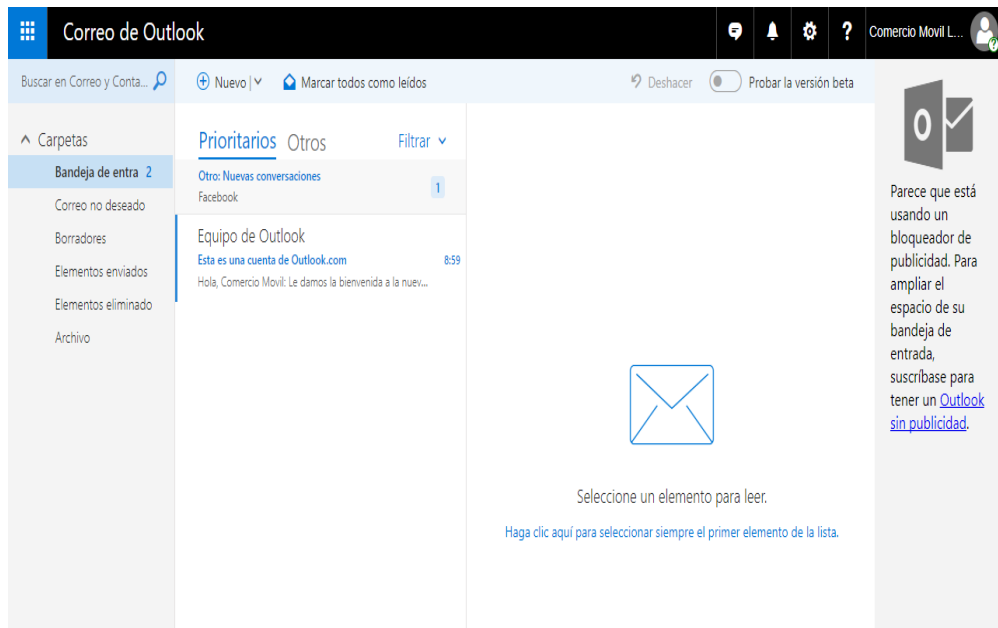 Correo de Outlook
Comercio Movil L...
Buscar en Correo y Conta...
Nuevo
Marcar todos como leídos
Deshacer
Probar la versión beta
Carpetas
Bandeja de entra 2
Correo no deseado
Borradores
Elementos enviados
Elementos eliminado
Archivo
Prioritarios Otros Filtrar
Otro: Nuevas conversaciones
Facebook
1
Equipo de Outlook
Esta es una cuenta de Outlook.com 8:59
Hola, Comercio Movil: Le damos la bienvenida a la nuev...
Seleccione un elemento para leer.
Haga clic aquí para seleccionar siempre el primer elemento de la lista.
Parece que está
usando un
bloqueador de
publicidad. Para
ampliar el
espacio de su
bandeja de
entrada,
suscríbase para
tener un Outlook
sin publicidad.